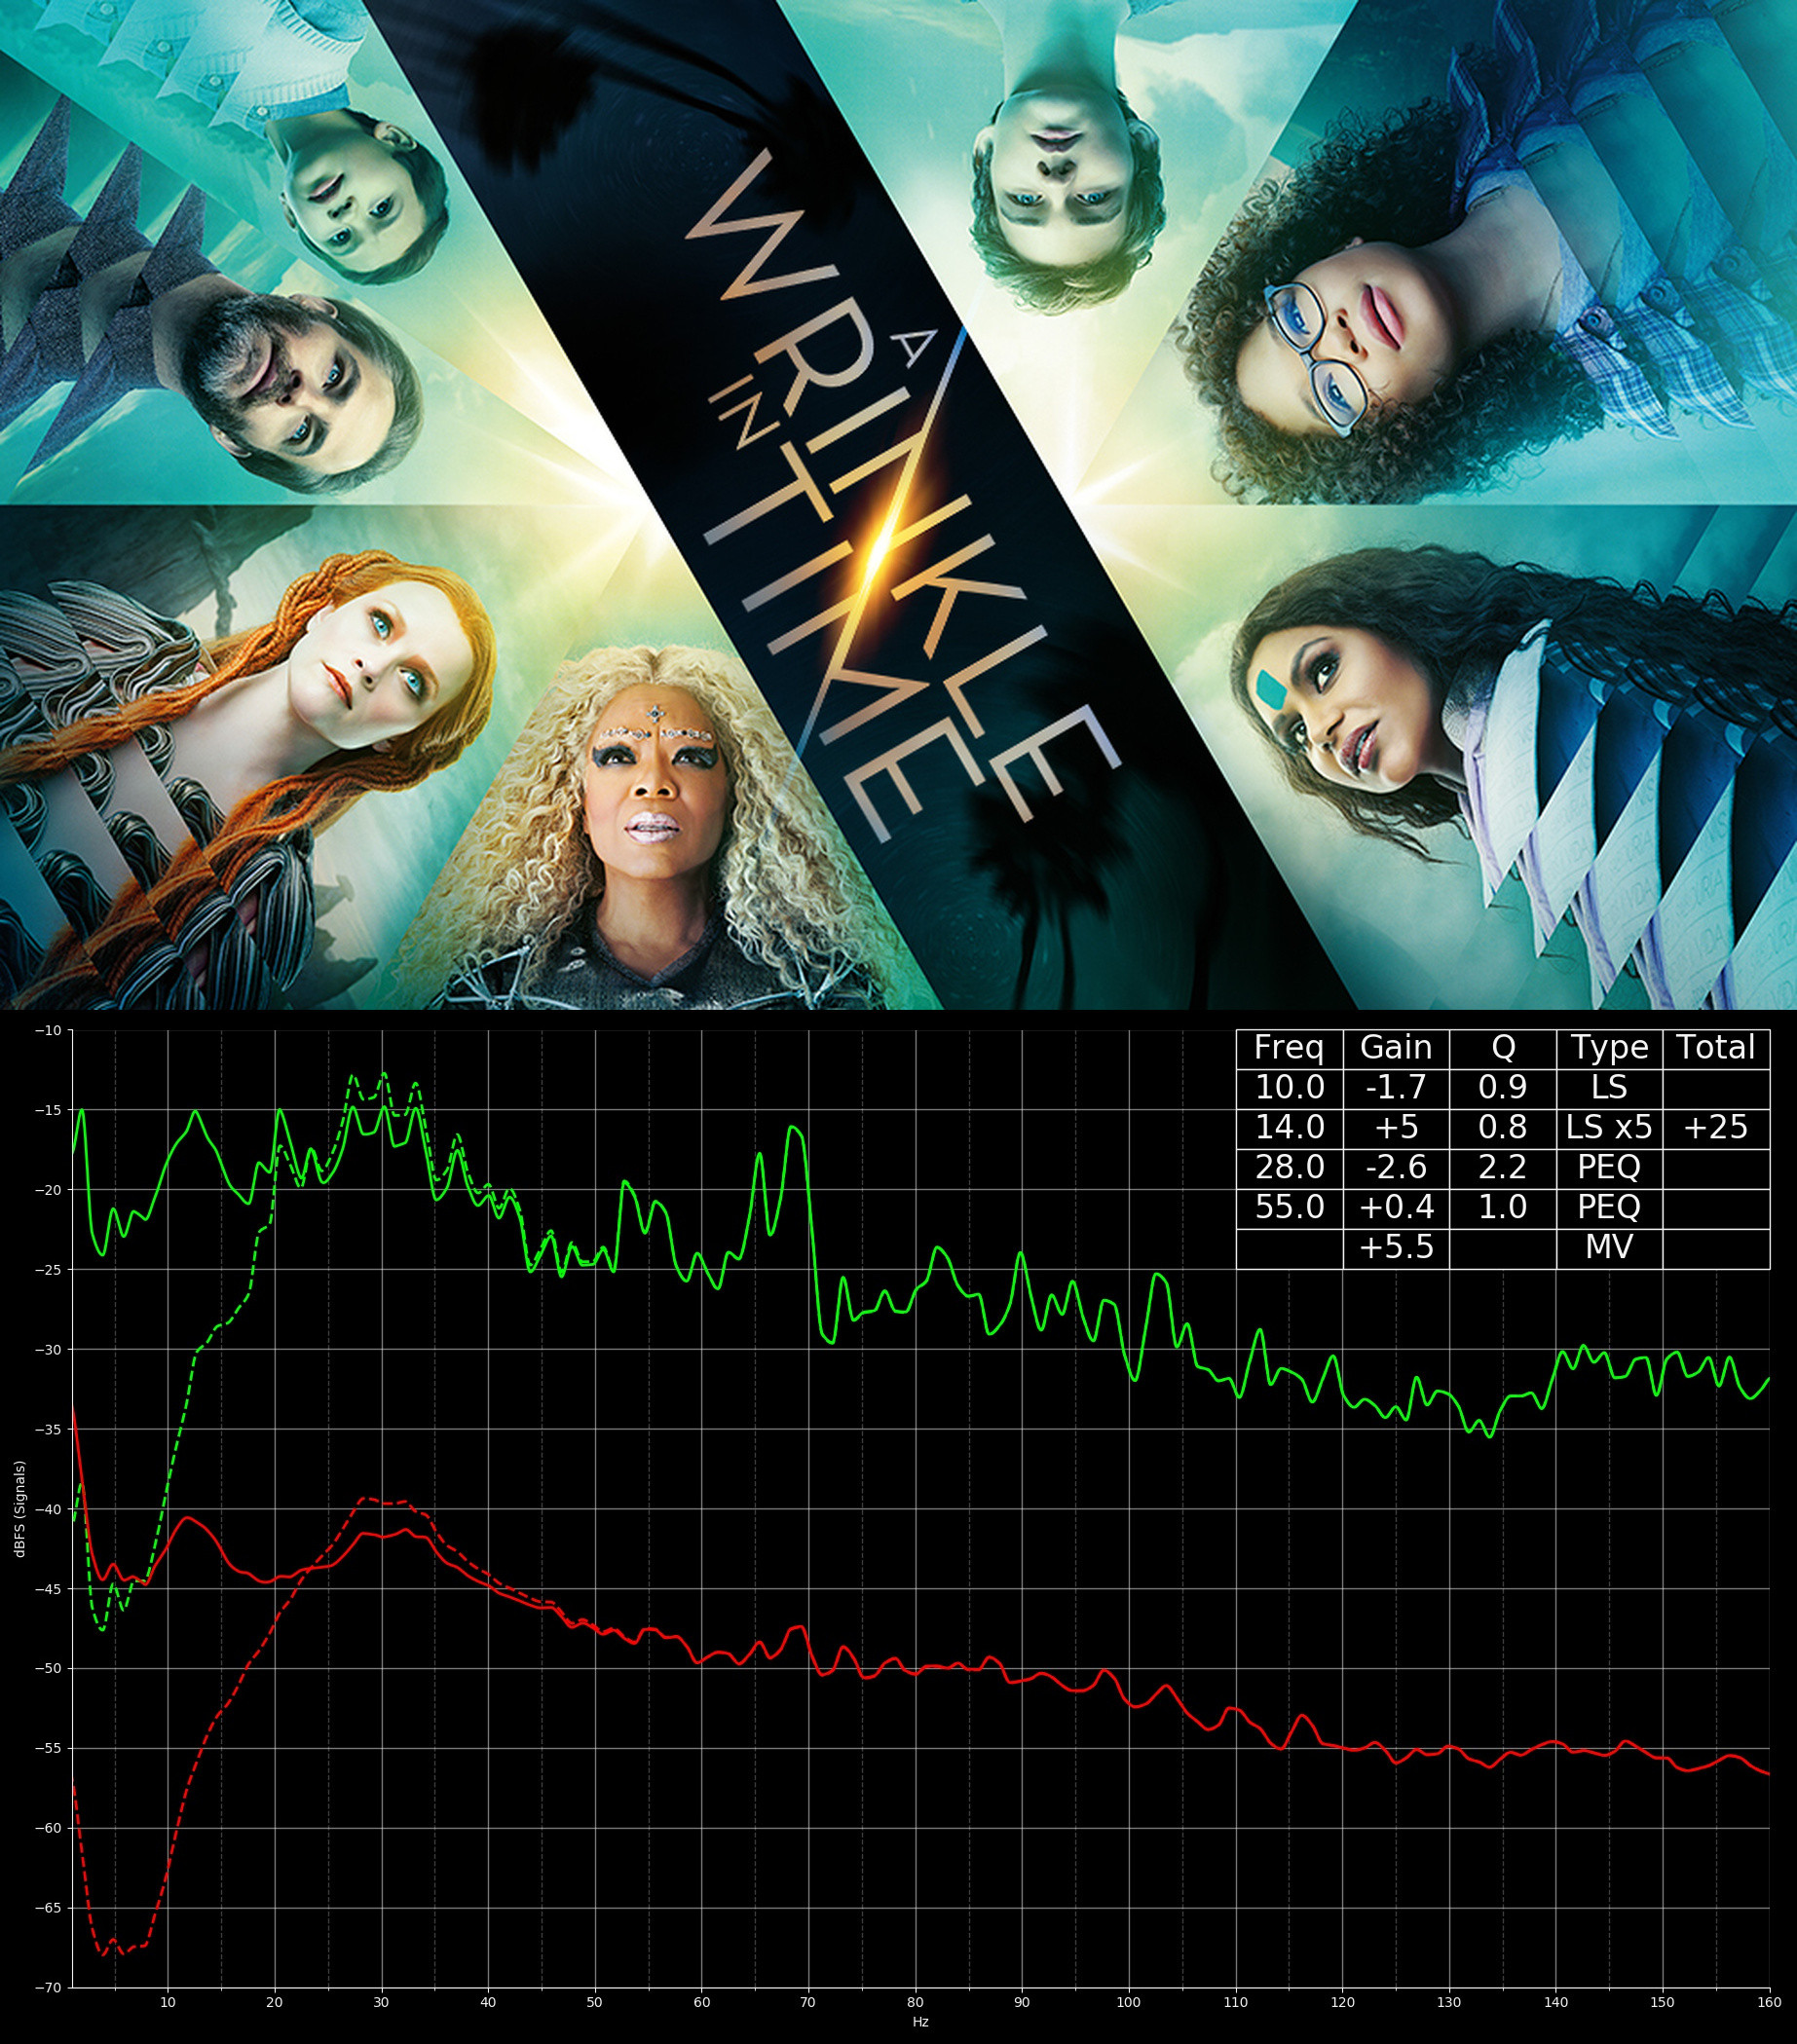 A
WRINKLE
IN
TIME
Freq Gain Q Type Total
10.0 -1.7 0.9 LS
14.0 +5 0.8 LS x5 +25
28.0 -2.6 2.2 PEQ
55.0 +0.4 1.0 PEQ
+5.5 MV
−10
−15
−20
−25
−30
−35
−40
−45
−50
−55
−60
−65
−70
dBFS (Signals)
10 20 30 40 50 60 70 80 90 100 110 120 130 140 150 160
Hz